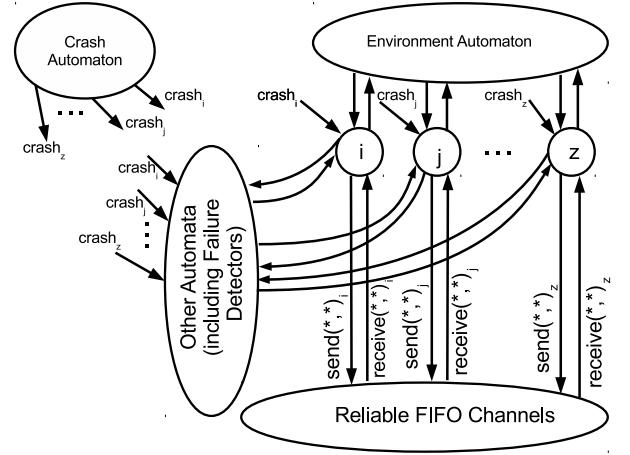 Crash
Automaton
Environment Automaton
crash_i
crash_j
crash_z
crash_i
crash_j
crash_z
i
j
z
crash_i
crash_j
crash_z
Other Automata
(including Failure
Detectors)
send(*,*)_i
receive(*,*)_i
send(*,*)_j
receive(*,*)_j
send(*,*)_z
receive(*,*)_z
Reliable FIFO Channels